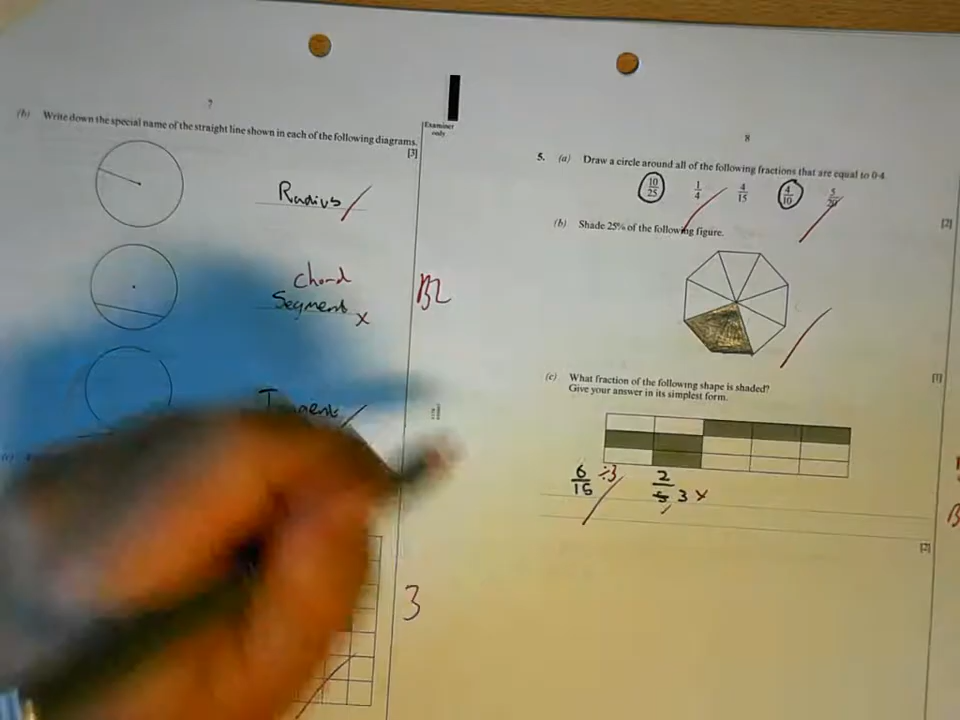 7
(b) Write down the special name of the straight line shown in each of the following diagrams.
[3]
Examiner only
Radius
Chord
Segment x
B2
3
8
5. (a) Draw a circle around all of the following fractions that are equal to 0·4
10/25 1/4 4/15 4/10 5/20
[2]
(b) Shade 25% of the following figure.
[1]
(c) What fraction of the following shape is shaded?
Give your answer in its simplest form.
6/15 ÷3 2/5 3 x
[2]